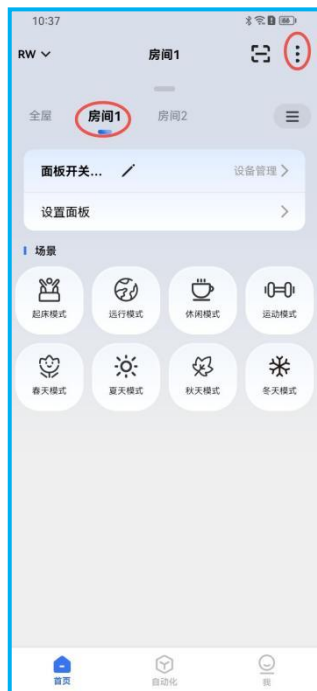 10:37
RW 房间1
全屋 房间1 房间2
面板开关... 设备管理
设置面板
场景
起床模式 远行模式 休闲模式 运动模式
春天模式 夏天模式 秋天模式 冬天模式
首页 自动化 我